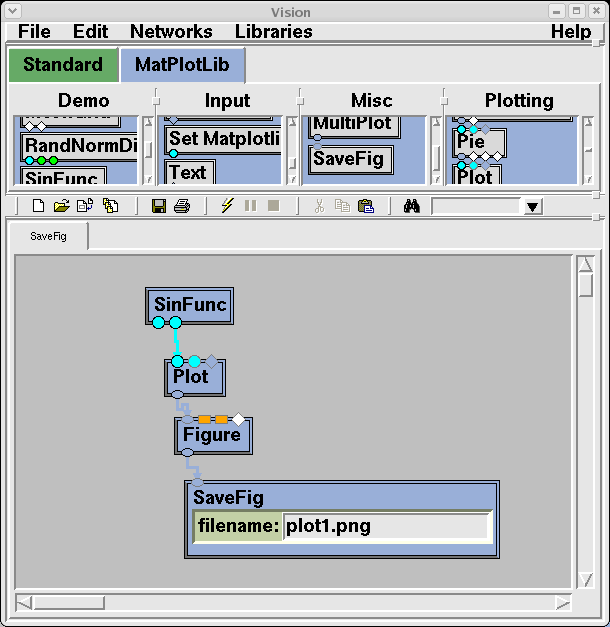 Vision
File Edit Networks Libraries Help
Standard MatPlotLib
Demo Input Misc Plotting
RandNormDi
SinFunc
Set Matplotli
Text
MultiPlot
SaveFig
Pie
Plot
SaveFig
SinFunc
Plot
Figure
SaveFig
filename: plot1.png